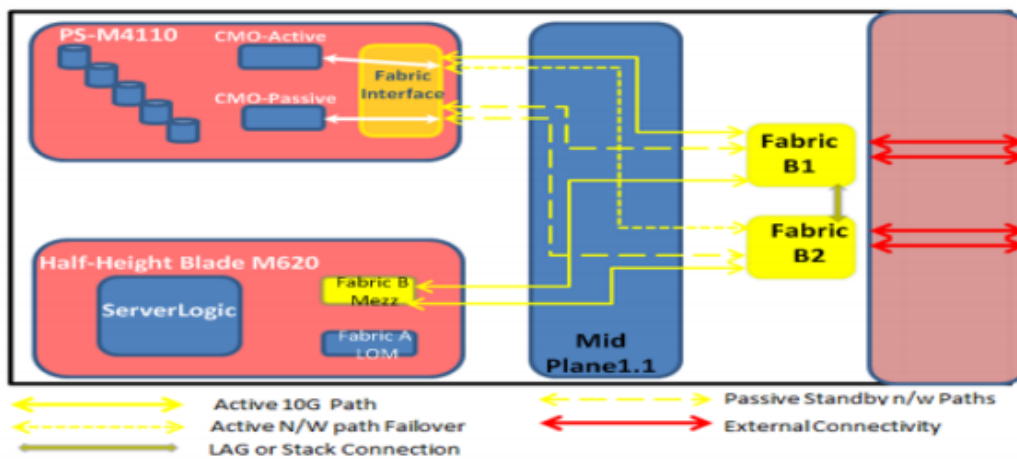 PS-M4110
CMO-Active
CMO-Passive
Fabric
Interface
Fabric
B1
Fabric
B2
Half-Height Blade M620
ServerLogic
Fabric B
Mezz
Fabric A
LOM
Mid
Plane1.1
Active 10G Path
Active N/W path Failover
LAG or Stack Connection
Passive Standby n/w Paths
External Connectivity